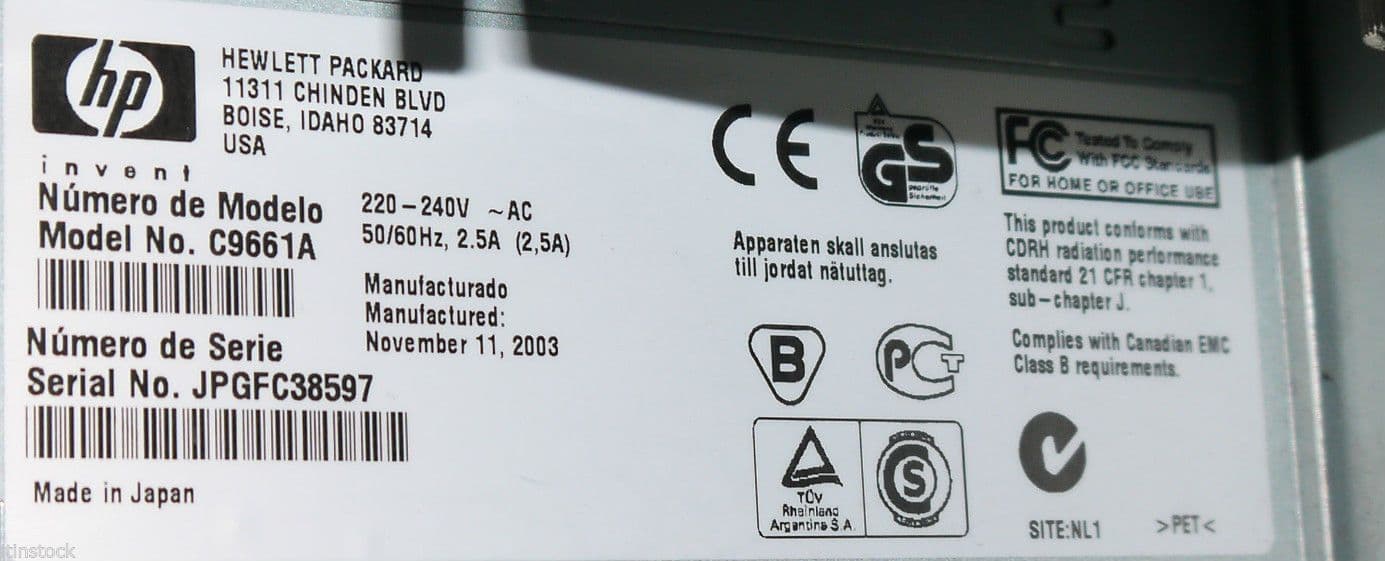 hp
invent
HEWLETT PACKARD
11311 CHINDEN BLVD
BOISE, IDAHO 83714
USA
Número de Modelo
Model No. C9661A
220-240V ~AC
50/60Hz, 2.5A (2,5A)
Manufacturado
Manufactured:
November 11, 2003
Número de Serie
Serial No. JPGFC38597
Made in Japan
CE
GS
geprüfte
Sicherheit
FC
Tested To Comply
With FCC Standards
FOR HOME OR OFFICE USE
Apparaten skall anslutas
till jordat nätuttag.
This product conforms with
CDRH radiation performance
standard 21 CFR chapter 1,
sub-chapter J.
Complies with Canadian EMC
Class B requirements.
B
PCT
TÜV
Rheinland
Argentina S.A.
S
SITE:NL1
>PET<
tinstock